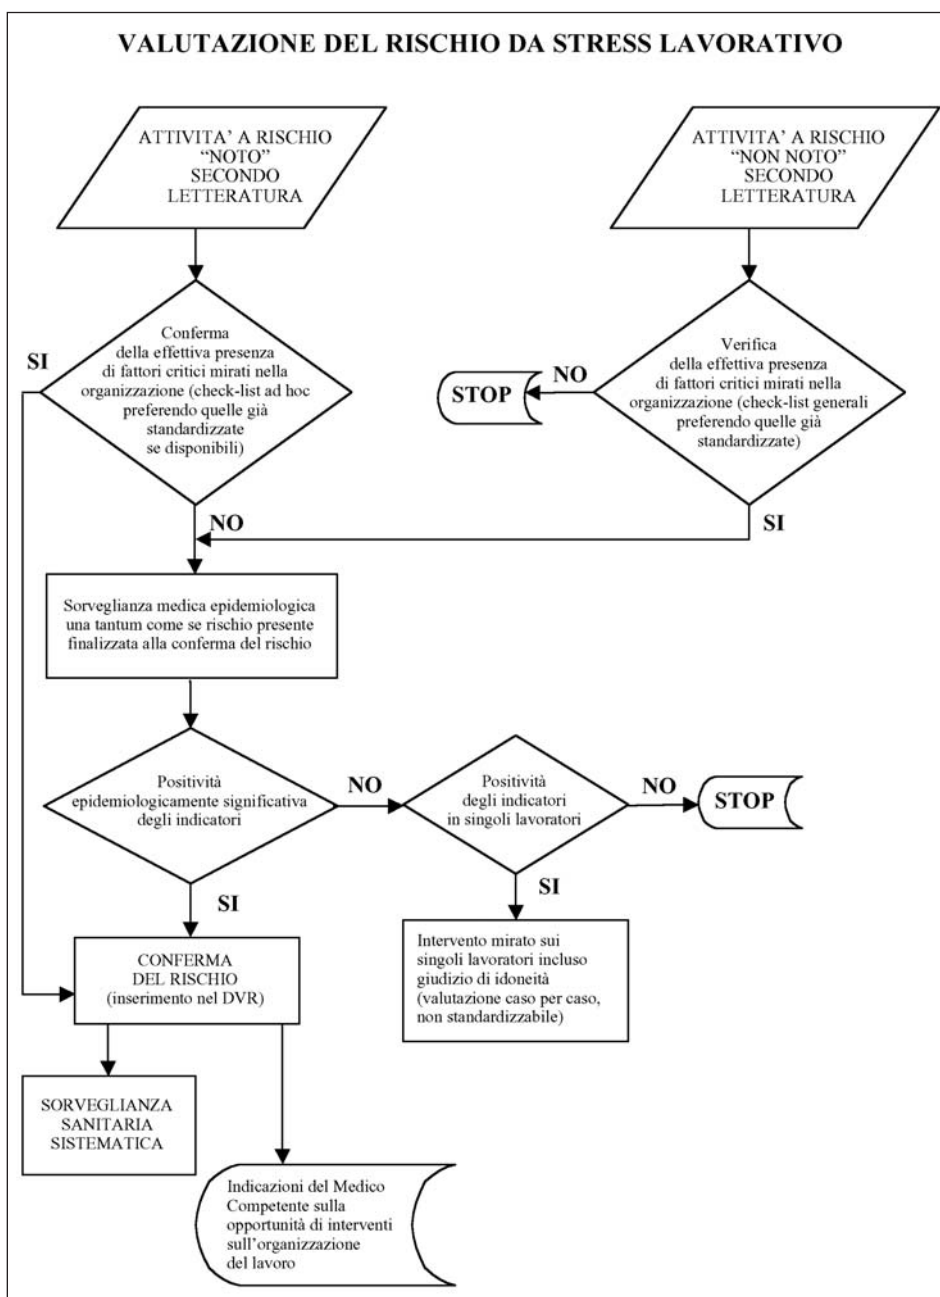 VALUTAZIONE DEL RISCHIO DA STRESS LAVORATIVO
ATTIVITA' A RISCHIO
“NOTO”
SECONDO
LETTERATURA
ATTIVITA' A RISCHIO
“NON NOTO”
SECONDO
LETTERATURA
SI
Conferma
della effettiva presenza
di fattori critici mirati nella
organizzazione (check-list ad hoc
preferendo quelle già
standardizzate
se disponibili)
STOP
NO
Verifica
della effettiva presenza
di fattori critici mirati nella
organizzazione (check-list generali
preferendo quelle già
standardizzate)
NO
SI
Sorveglianza medica epidemiologica
una tantum come se rischio presente
finalizzata alla conferma del rischio
Positività
epidemiologicamente significativa
degli indicatori
NO
Positività
degli indicatori
in singoli lavoratori
NO
STOP
SI
SI
CONFERMA
DEL RISCHIO
(inserimento nel DVR)
Intervento mirato sui
singoli lavoratori incluso
giudizio di idoneità
(valutazione caso per caso,
non standardizzabile)
SORVEGLIANZA
SANITARIA
SISTEMATICA
Indicazioni del Medico
Competente sulla
opportunità di interventi
sull'organizzazione
del lavoro